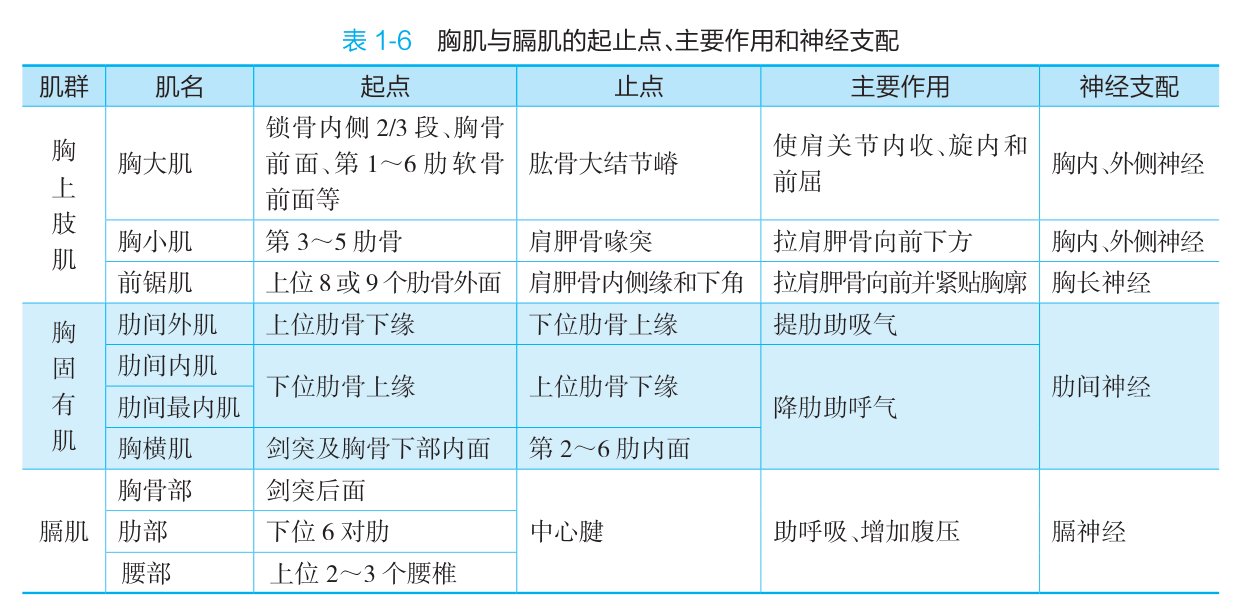 表 1-6 胸肌与膈肌的起止点、主要作用和神经支配
肌群 肌名 起点 止点 主要作用 神经支配
胸上肢肌 胸大肌 锁骨内侧 2/3 段、胸骨
前面、第 1～6 肋软骨
前面等 肱骨大结节嵴 使肩关节内收、旋内和
前屈 胸内、外侧神经
胸小肌 第 3～5 肋骨 肩胛骨喙突 拉肩胛骨向前下方 胸内、外侧神经
前锯肌 上位 8 或 9 个肋骨外面 肩胛骨内侧缘和下角 拉肩胛骨向前并紧贴胸廓 胸长神经
胸固有肌 肋间外肌 上位肋骨下缘 下位肋骨上缘 提肋助吸气 肋间神经
肋间内肌 下位肋骨上缘 上位肋骨下缘 降肋助呼气
肋间最内肌
胸横肌 剑突及胸骨下部内面 第 2～6 肋内面
膈肌 胸骨部 剑突后面 中心腱 助呼吸、增加腹压 膈神经
肋部 下位 6 对肋
腰部 上位 2～3 个腰椎